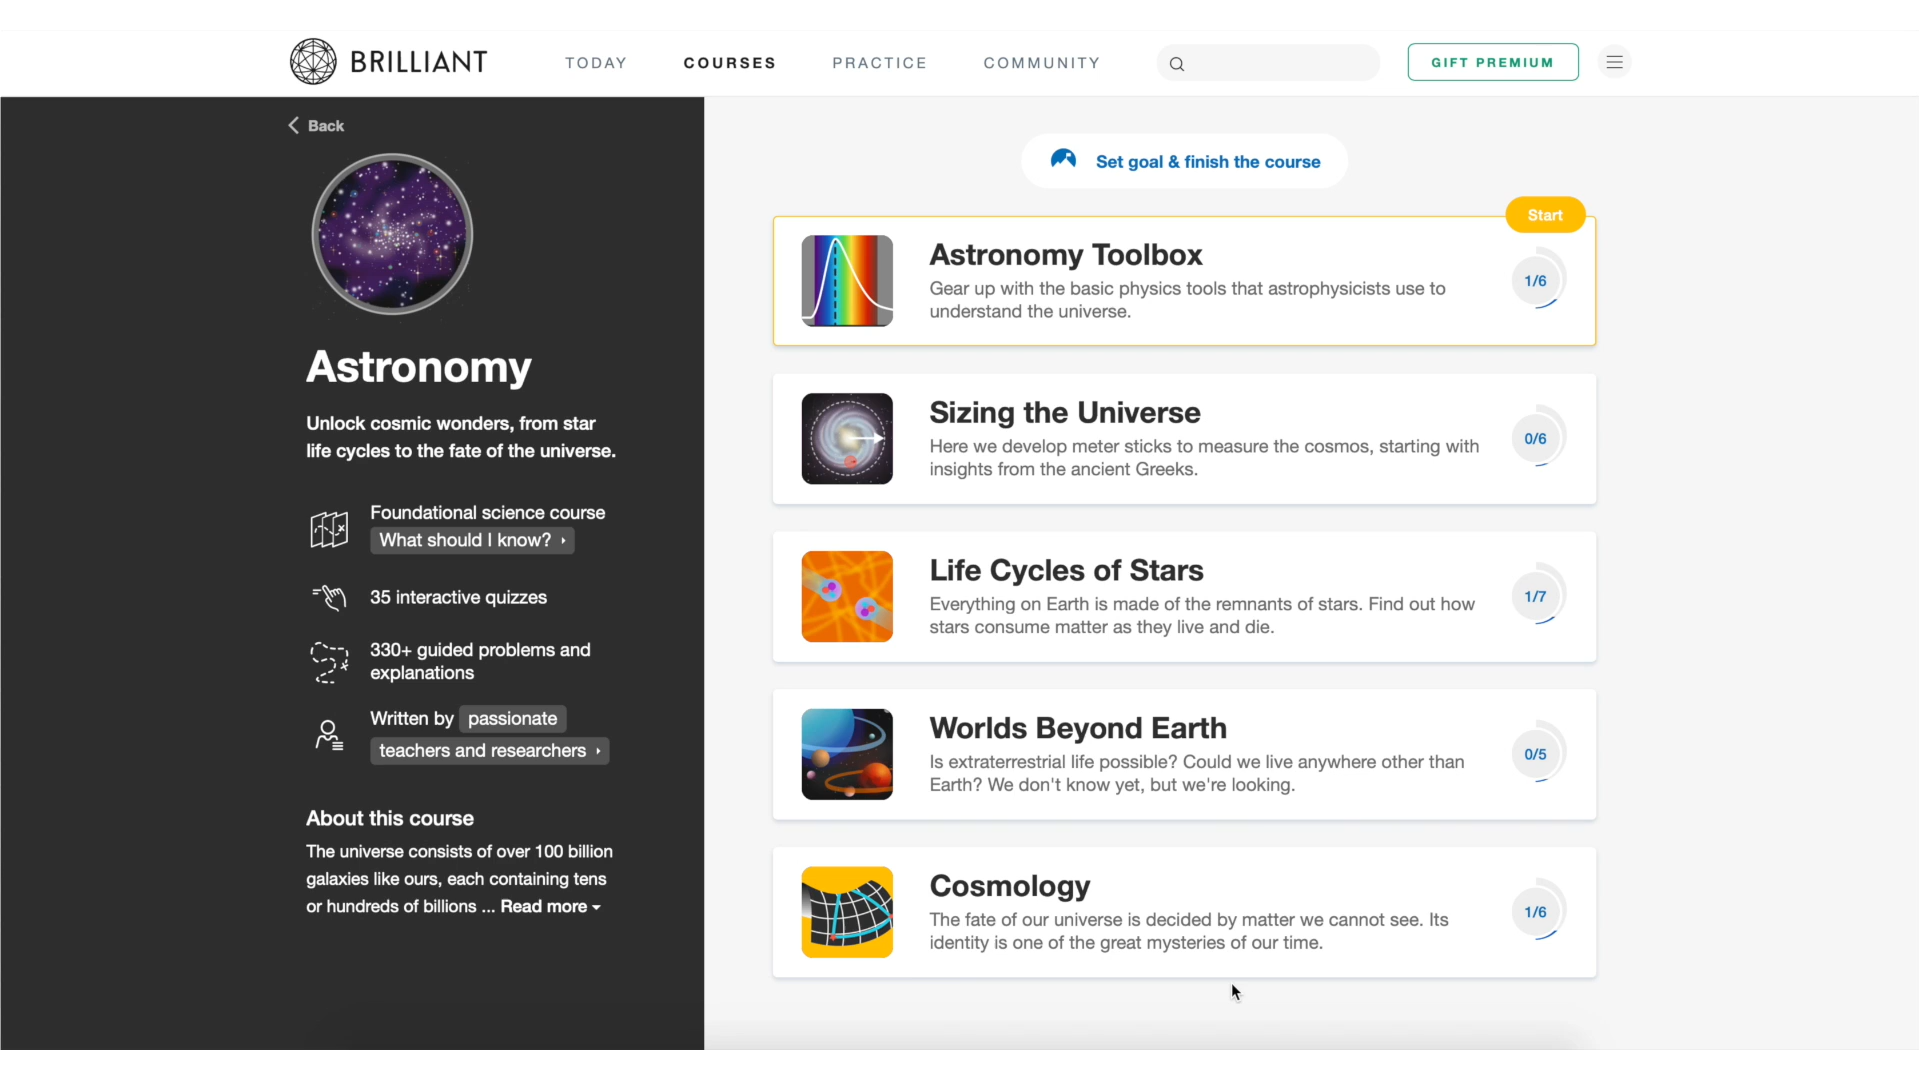 BRILLIANT
TODAY
COURSES
PRACTICE
COMMUNITY
GIFT PREMIUM
Back
Astronomy
Unlock cosmic wonders, from star
life cycles to the fate of the universe.
Foundational science course
What should I know? ›
35 interactive quizzes
330+ guided problems and
explanations
Written by passionate
teachers and researchers ›
About this course
The universe consists of over 100 billion
galaxies like ours, each containing tens
or hundreds of billions ... Read more
Set goal & finish the course
Start
Astronomy Toolbox
Gear up with the basic physics tools that astrophysicists use to
understand the universe.
1/6
Sizing the Universe
Here we develop meter sticks to measure the cosmos, starting with
insights from the ancient Greeks.
0/6
Life Cycles of Stars
Everything on Earth is made of the remnants of stars. Find out how
stars consume matter as they live and die.
1/7
Worlds Beyond Earth
Is extraterrestrial life possible? Could we live anywhere other than
Earth? We don't know yet, but we're looking.
0/5
Cosmology
The fate of our universe is decided by matter we cannot see. Its
identity is one of the great mysteries of our time.
1/6